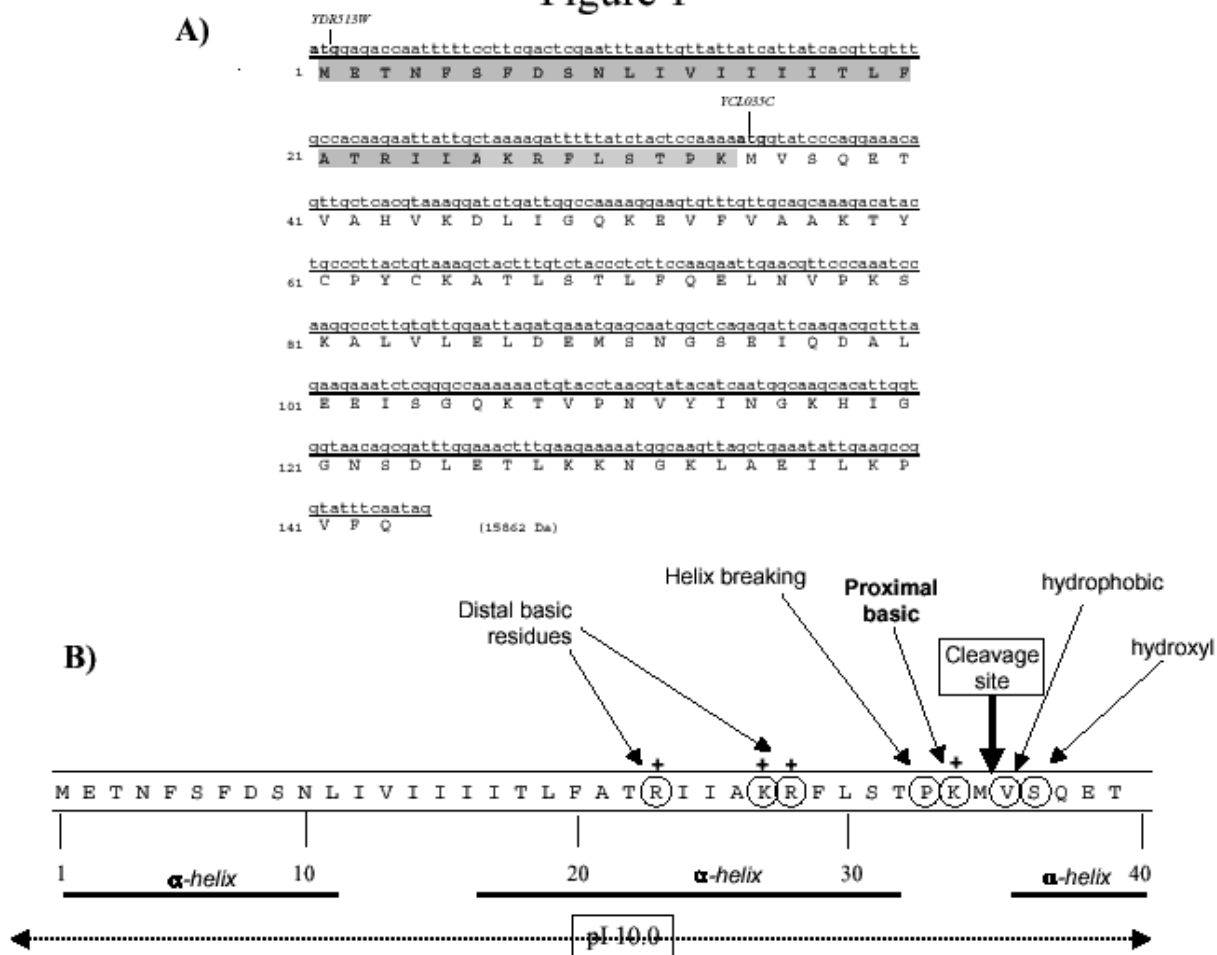 Figure 1
A)
YDR513W
atggagaccaatttttccttcgactcgaatttaattgttattatcattatcacgttgttt
1 M E T N F S F D S N L I V I I I I T L F
YCL035C
gccacaagaattattgctaaaagatttttatctactccaaaaatggtatcccaggaaaca
21 A T R I I A K R F L S T P K M V S Q E T
gttgctcacgtaaaggatctgattggccaaaaggaagtgtttgttgcagcaaagacatac
41 V A H V K D L I G Q K E V F V A A K T Y
tgcccttactgtaaagctactttgtctaccctcttccaagaattgaacgttcccaaatcc
61 C P Y C K A T L S T L F Q E L N V P K S
aaggcccttgtgttggaattagatgaaatgagcaatggctcagagattcaagacgcttta
81 K A L V L E L D E M S N G S E I Q D A L
gaagaaatctcgggccaaaaaactgtacctaacgtatacatcaatggcaagcacattggt
101 E E I S G Q K T V P N V Y I N G K H I G
ggtaacagcgatttggaaactttgaagaaaaatggcaagttagctgaaatattgaagccg
121 G N S D L E T L K K N G K L A E I L K P
gtatttcaatag
141 V F Q (15862 Da)
B)
Distal basic
residues
Helix breaking
Proximal
basic
Cleavage
site
hydrophobic
hydroxyl
+ + + +
M E T N F S F D S N L I V I I I I T L F A T R I I A K R F L S T P K M V S Q E T
1 10 20 30 40
α-helix α-helix α-helix
pI 10.0